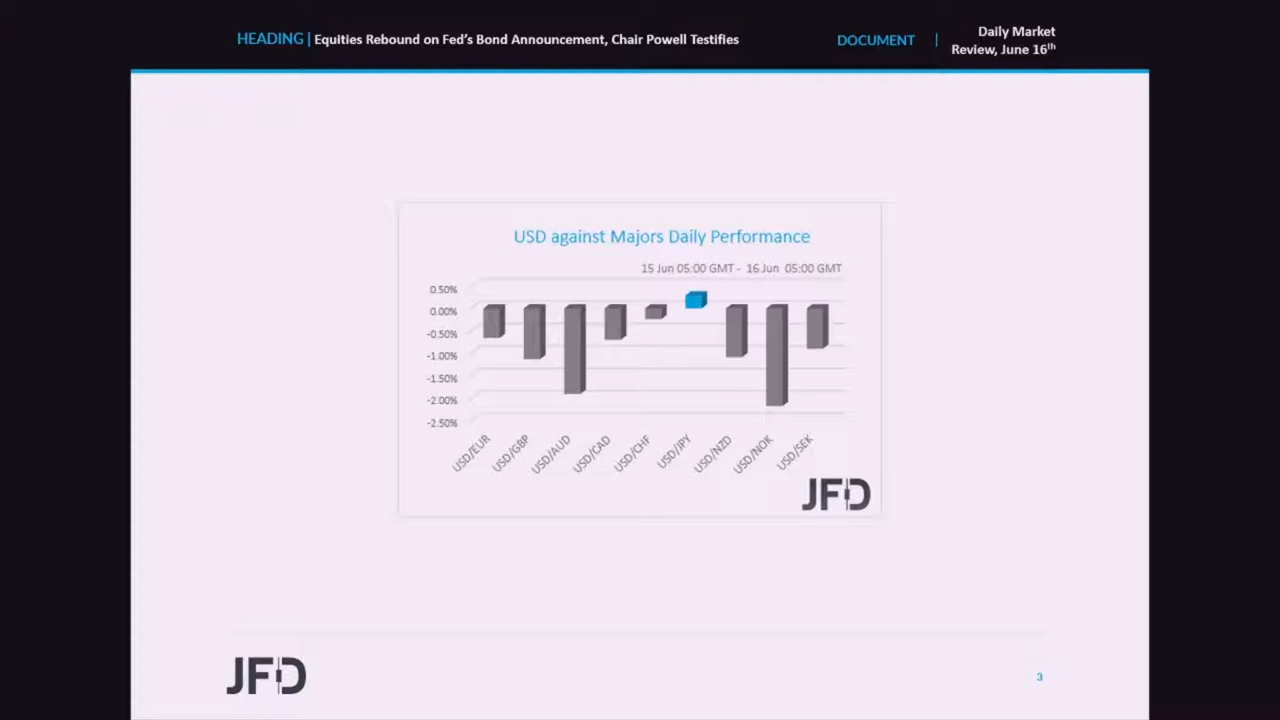 HEADING | Equities Rebound on Fed's Bond Announcement, Chair Powell Testifies
DOCUMENT | Daily Market
Review, June 16th
USD against Majors Daily Performance
15 Jun 05:00 GMT - 16 Jun 05:00 GMT
0.50%
0.00%
-0.50%
-1.00%
-1.50%
-2.00%
-2.50%
USD/EUR
USD/GBP
USD/AUD
USD/CAD
USD/CHF
USD/JPY
USD/NZD
USD/NOK
USD/SEK
JFD
JFD
3